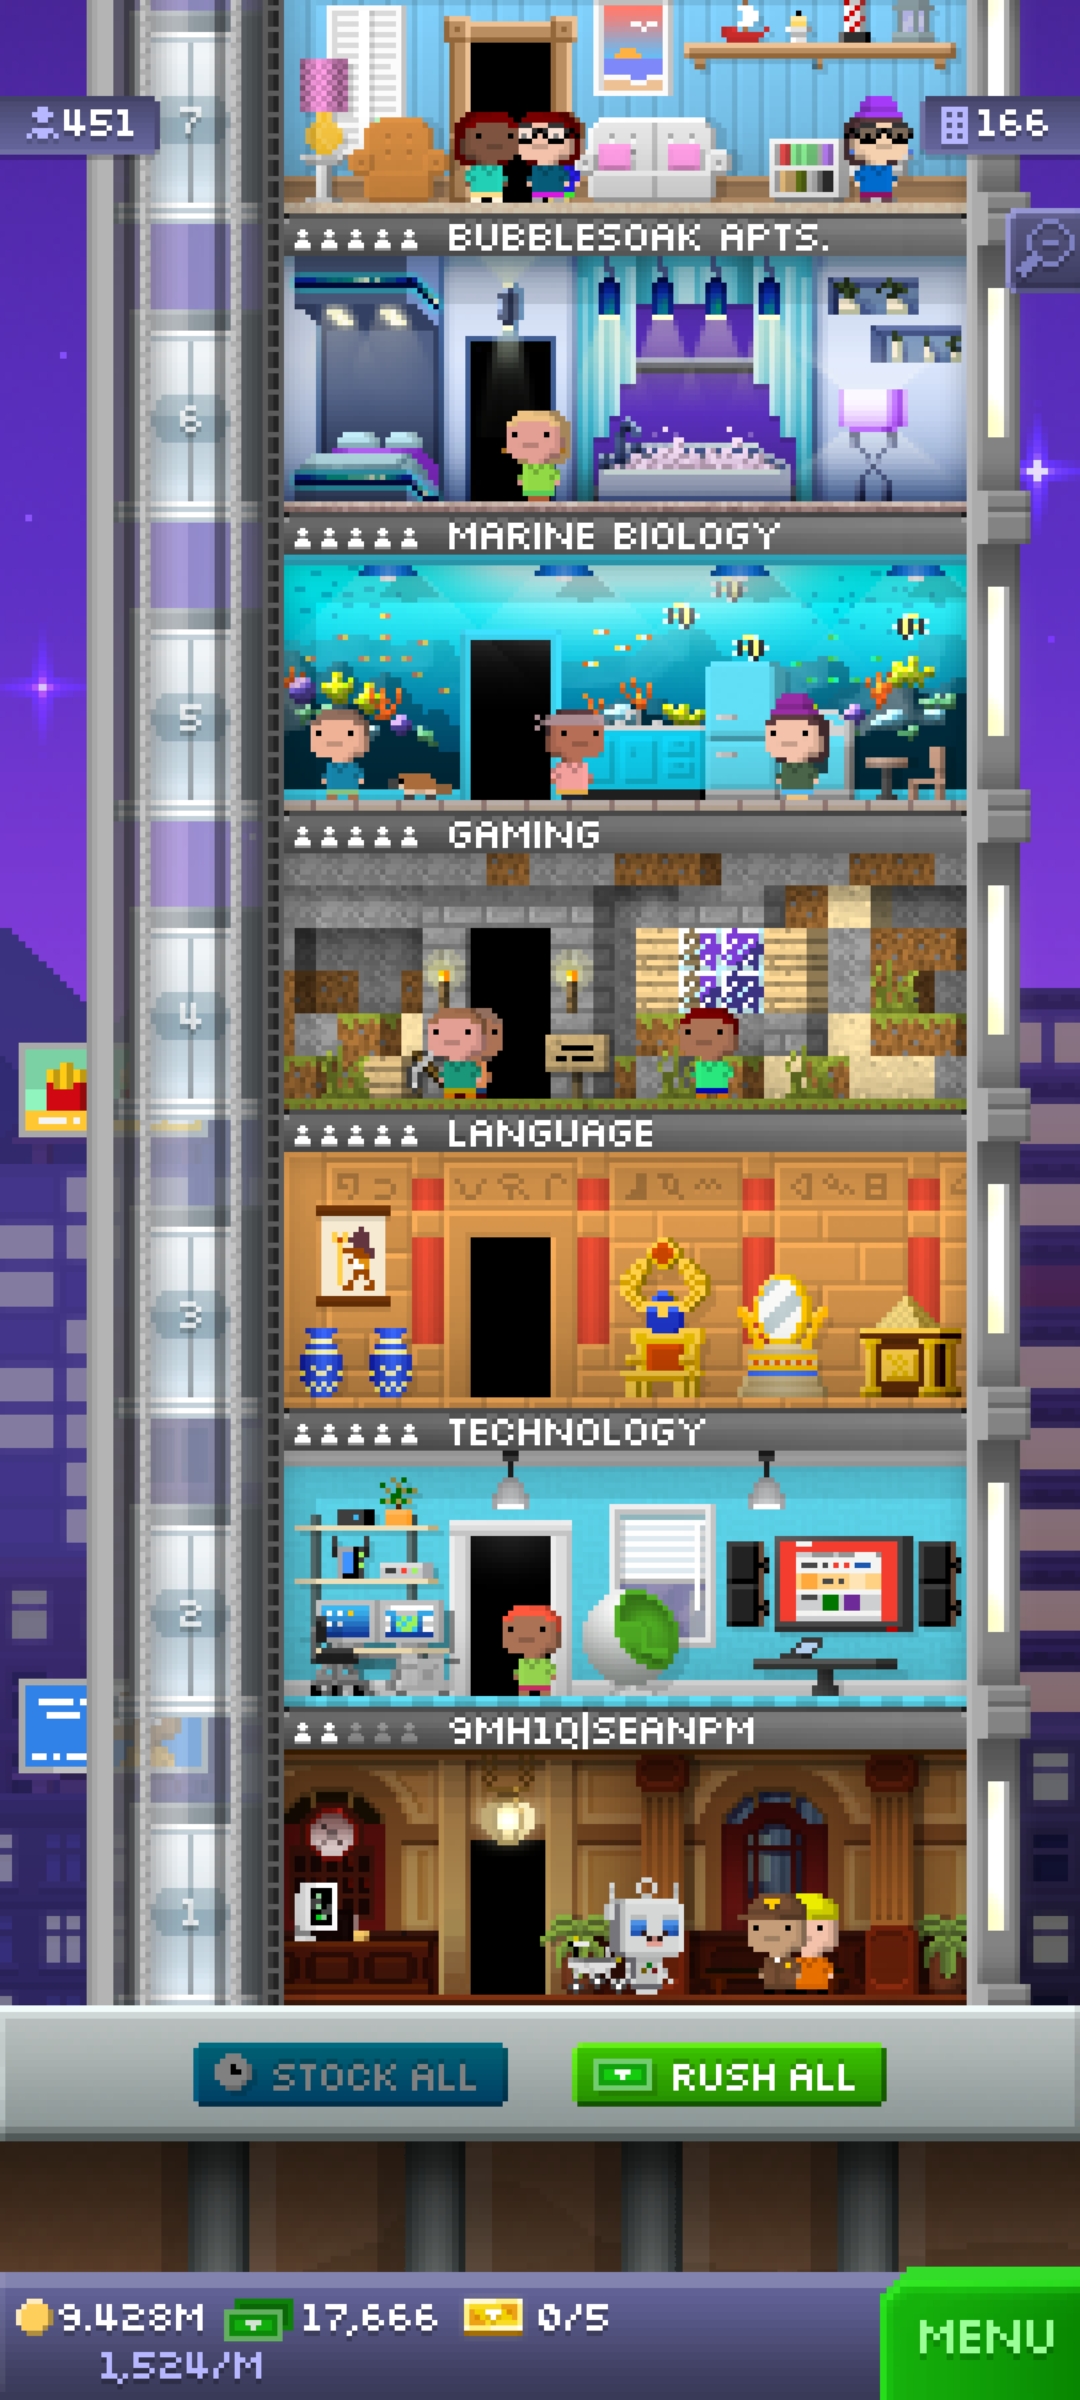 7
451
166
BUBBLESOAK APTS.
6
MARINE BIOLOGY
5
GAMING
4
LANGUAGE
3
TECHNOLOGY
2
9MH1Q|SEANPM
1
STOCK ALL
RUSH ALL
9.428M
17,666
0/5
1,524/M
MENU